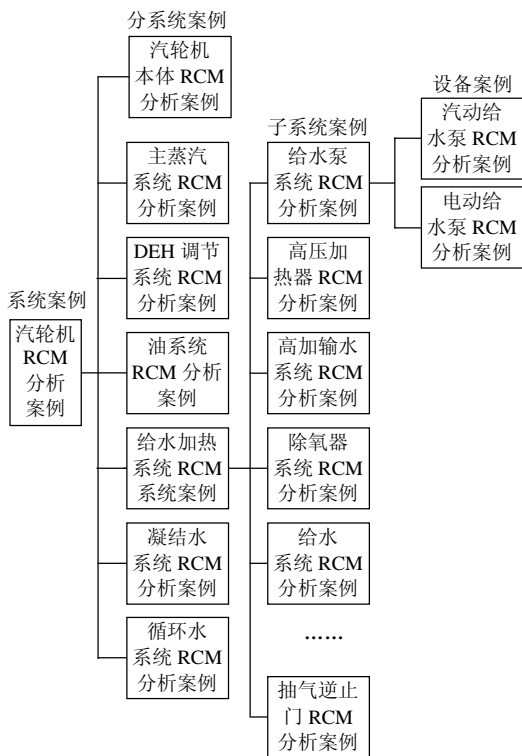 系统案例
汽轮机
RCM
分析
案例
分系统案例
汽轮机
本体 RCM
分析案例
主蒸汽
系统 RCM
分析案例
DEH 调节
系统 RCM
分析案例
油系统
RCM 分析
案例
给水加热
系统 RCM
系统案例
凝结水
系统 RCM
分析案例
循环水
系统 RCM
分析案例
子系统案例
给水泵
系统 RCM
分析案例
高压加
热器 RCM
分析案例
高加输水
系统 RCM
分析案例
除氧器
系统 RCM
分析案例
给水
系统 RCM
分析案例
……
抽气逆止
门 RCM
分析案例
设备案例
汽动给
水泵 RCM
分析案例
电动给
水泵 RCM
分析案例